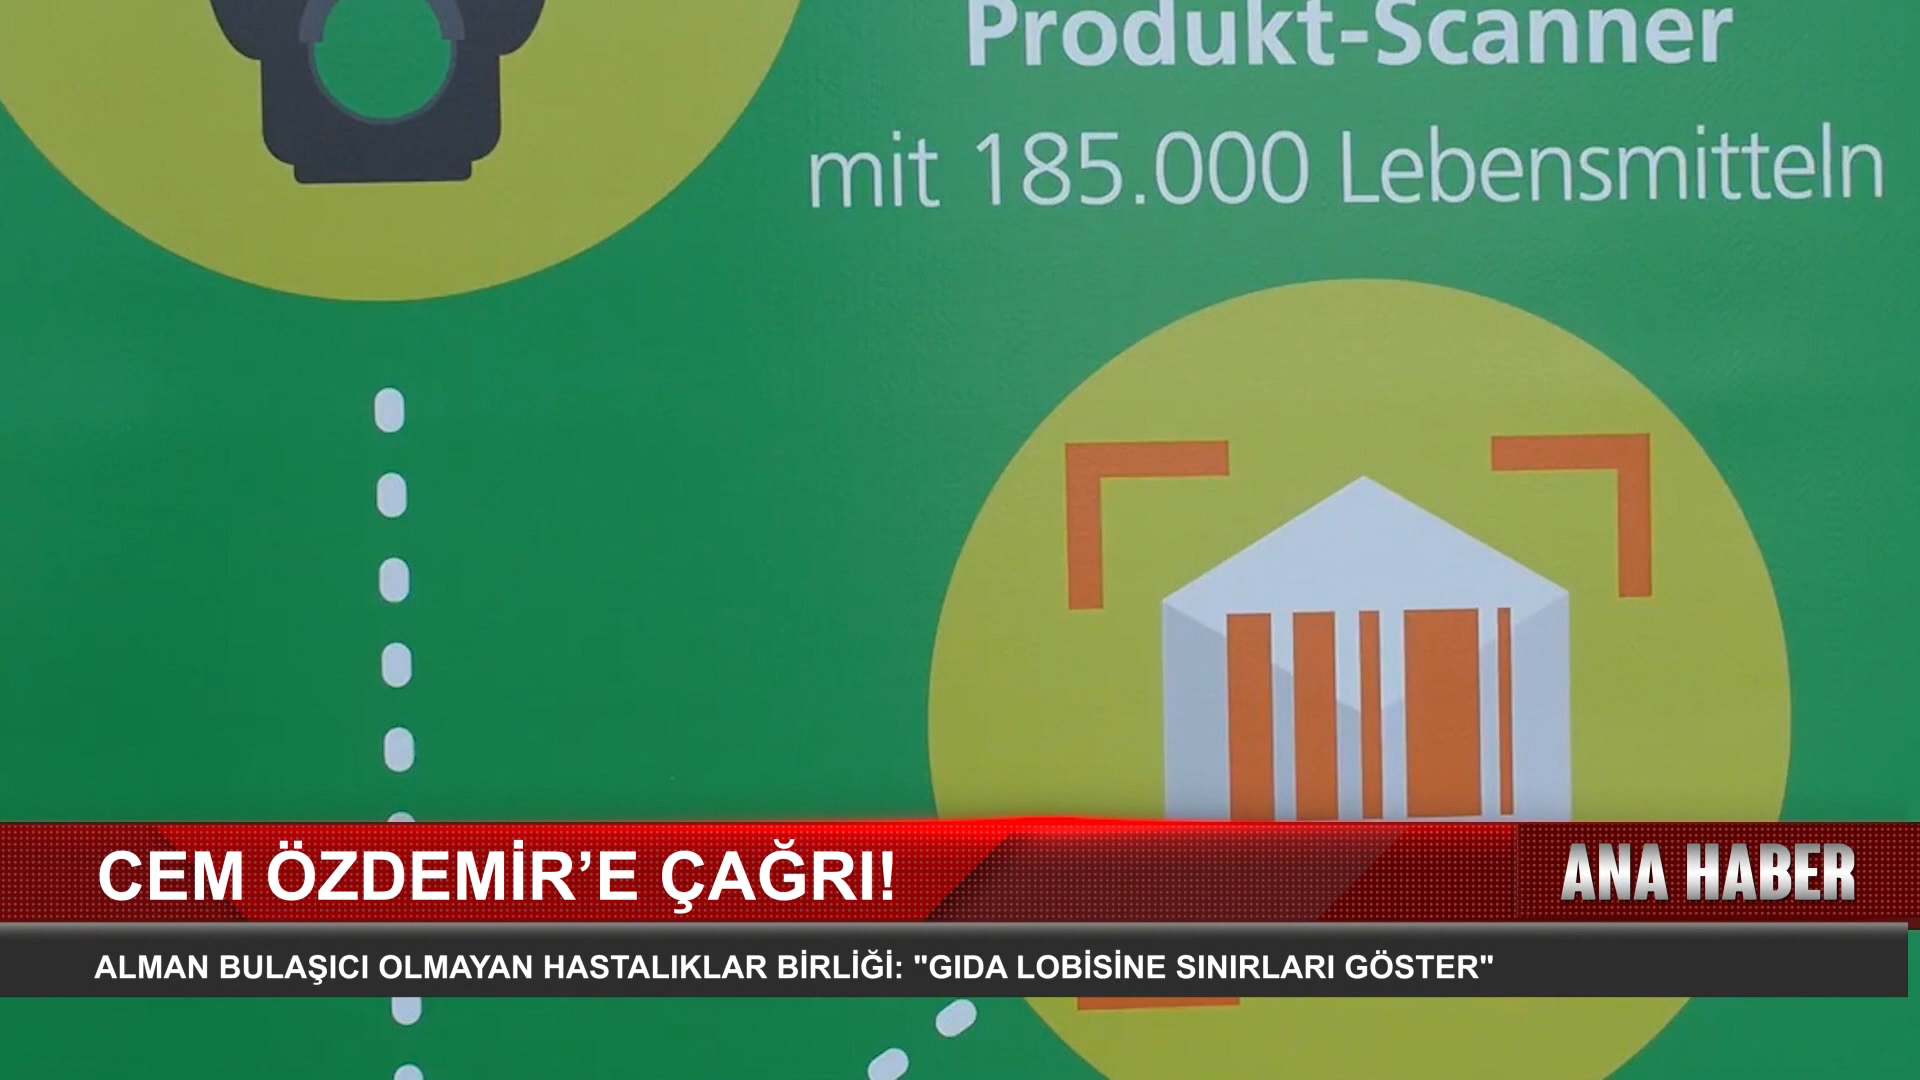 Produkt-Scanner
mit 185.000 Lebensmitteln
CEM ÖZDEMİR’E ÇAĞRI!
ANA HABER
ALMAN BULAŞICI OLMAYAN HASTALIKLAR BİRLİĞİ: "GIDA LOBİSİNE SINIRLARI GÖSTER"